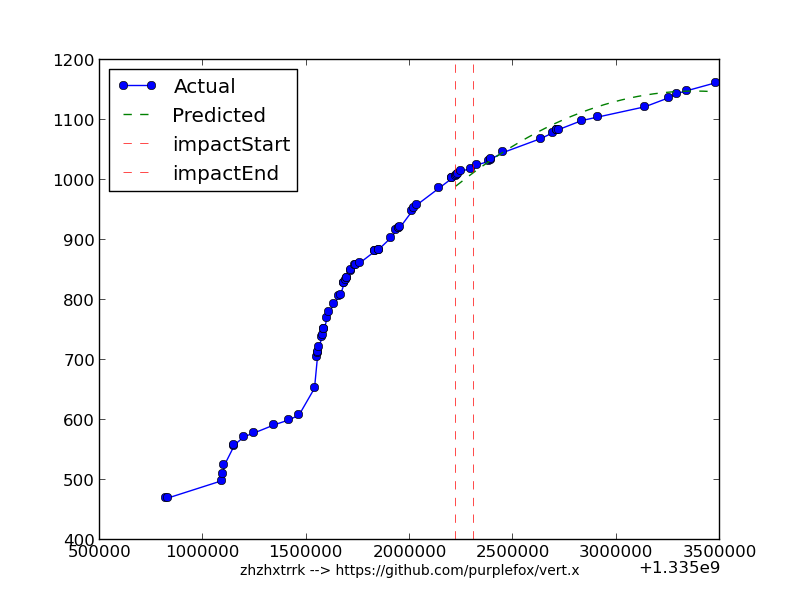 1200
1100
1000
900
800
700
600
500
400
Actual
Predicted
impactStart
impactEnd
500000 1000000 1500000 2000000 2500000 3000000 3500000
+1.335e9
zhzhxtrrk --> https://github.com/purplefox/vert.x